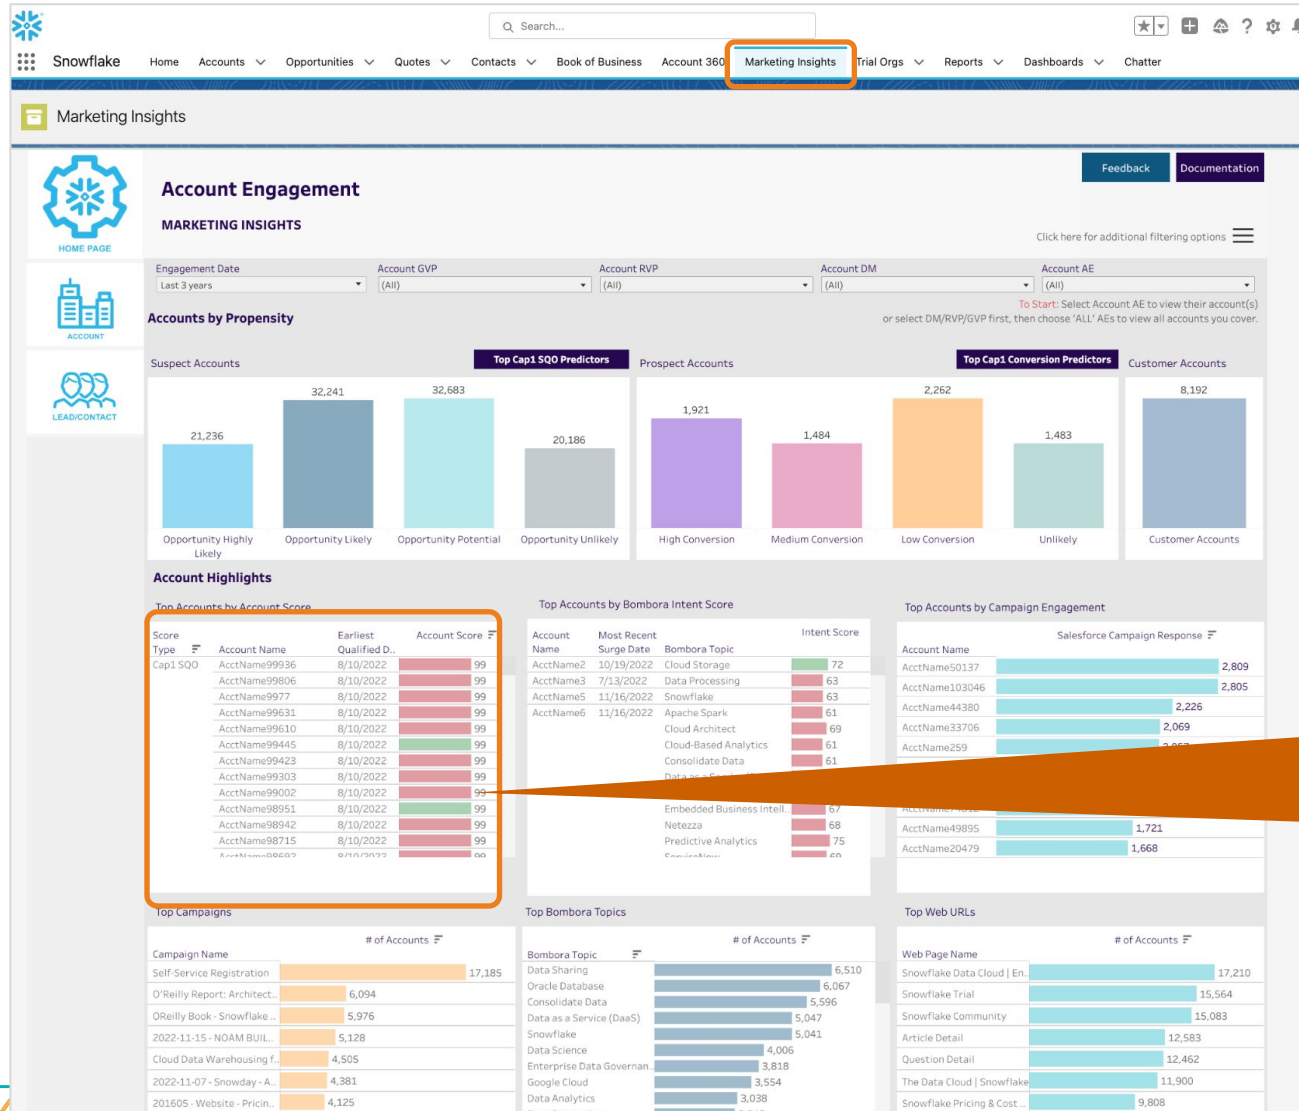 Search...
Snowflake
Home Accounts Opportunities Quotes Contacts Book of Business Account 360 Marketing Insights Trial Orgs Reports Dashboards Chatter
Marketing Insights
HOME PAGE
ACCOUNT
LEAD/CONTACT
Account Engagement
MARKETING INSIGHTS
Feedback Documentation
Click here for additional filtering options
Engagement Date Account GVP Account RVP Account DM Account AE
Last 3 years (All) (All) (All) (All)
To Start: Select Account AE to view their account(s)
or select DM/RVP/GVP first, then choose ‘ALL’ AEs to view all accounts you cover.
Accounts by Propensity
Suspect Accounts
Top Cap1 SQO Predictors
21,236 32,241 32,683 20,186
Opportunity Highly Likely
Opportunity Likely
Opportunity Potential
Opportunity Unlikely
Prospect Accounts
Top Cap1 Conversion Predictors
1,921 1,484 2,262 1,483
High Conversion Medium Conversion Low Conversion Unlikely
Customer Accounts
8,192
Customer Accounts
Account Highlights
Top Accounts by Account Score
Score Type Account Name Earliest Qualified D.. Account Score
Cap1 SQO AcctName99936 8/10/2022 99
AcctName99806 8/10/2022 99
AcctName9977 8/10/2022 99
AcctName99631 8/10/2022 99
AcctName99610 8/10/2022 99
AcctName99445 8/10/2022 99
AcctName99423 8/10/2022 99
AcctName99303 8/10/2022 99
AcctName99002 8/10/2022 99
AcctName98951 8/10/2022 99
AcctName98942 8/10/2022 99
AcctName98715 8/10/2022 99
8/10/2022 99
Top Accounts by Bombora Intent Score
Account Name Most Recent Surge Date Bombora Topic Intent Score
AcctName2 10/19/2022 Cloud Storage 72
AcctName3 7/13/2022 Data Processing 63
AcctName5 11/16/2022 Snowflake 63
AcctName6 11/16/2022 Apache Spark 61
Cloud Architect 69
Cloud-Based Analytics 61
Consolidate Data 61
Embedded Business Intell.. 67
Netezza 68
Predictive Analytics 75
ServiceNow 69
Top Accounts by Campaign Engagement
Salesforce Campaign Response
Account Name
AcctName50137 2,809
AcctName103046 2,805
AcctName44380 2,226
AcctName33706 2,069
AcctName259
AcctName49895 1,721
AcctName20479 1,668
Top Campaigns
# of Accounts
Campaign Name
Self-Service Registration 17,185
O'Reilly Report: Architect.. 6,094
OReilly Book - Snowflake .. 5,976
2022-11-15 - NOAM BUIL.. 5,128
Cloud Data Warehousing f.. 4,505
2022-11-07 - Snowday - A.. 4,381
201605 - Website - Pricin.. 4,125
Top Bombora Topics
# of Accounts
Bombora Topic
Data Sharing 6,510
Oracle Database 6,067
Consolidate Data 5,596
Data as a Service (DaaS) 5,047
Snowflake 5,041
Data Science 4,006
Enterprise Data Governan.. 3,818
Google Cloud 3,554
Data Analytics 3,038
Top Web URLs
# of Accounts
Web Page Name
Snowflake Data Cloud | En.. 17,210
Snowflake Trial 15,564
Snowflake Community 15,083
Article Detail 12,583
Question Detail 12,462
The Data Cloud | Snowflake 11,900
Snowflake Pricing & Cost .. 9,808